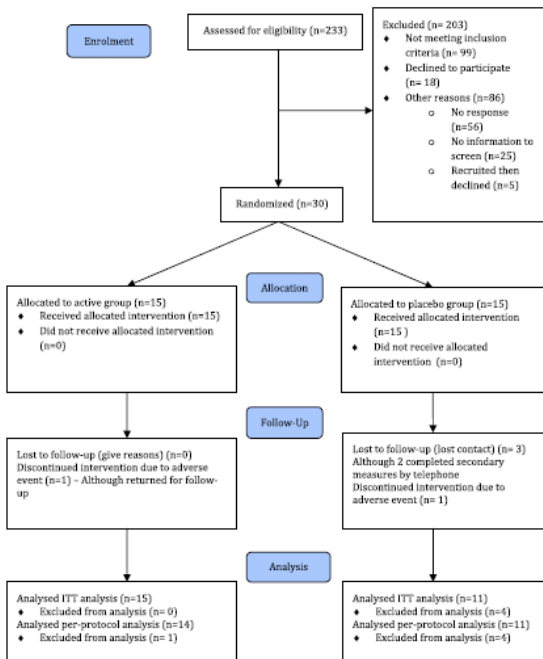 Enrolment
Assessed for eligibility (n=233)
Excluded (n= 203)
♦ Not meeting inclusion
criteria (n= 99)
♦ Declined to participate
(n= 18)
♦ Other reasons (n=86)
o No response
(n=56)
o No information to
screen (n=25)
o Recruited then
declined (n=5)
Randomized (n=30)
Allocation
Allocated to active group (n=15)
♦ Received allocated intervention (n=15)
♦ Did not receive allocated intervention
(n=0)
Allocated to placebo group (n=15)
♦ Received allocated intervention
(n=15 )
♦ Did not receive allocated
intervention (n=0)
Follow-Up
Lost to follow-up (give reasons) (n=0)
Discontinued intervention due to adverse
event (n=1) – Although returned for follow-
up
Lost to follow-up (lost contact) (n= 3)
Although 2 completed secondary
measures by telephone
Discontinued intervention due to
adverse event (n= 1)
Analysis
Analysed ITT analysis (n=15)
♦ Excluded from analysis (n= 0)
Analysed per-protocol analysis (n=14)
♦ Excluded from analysis (n= 1)
Analysed ITT analysis (n=11)
♦ Excluded from analysis (n=4)
Analysed per-protocol analysis (n=11)
♦ Excluded from analysis (n=4)